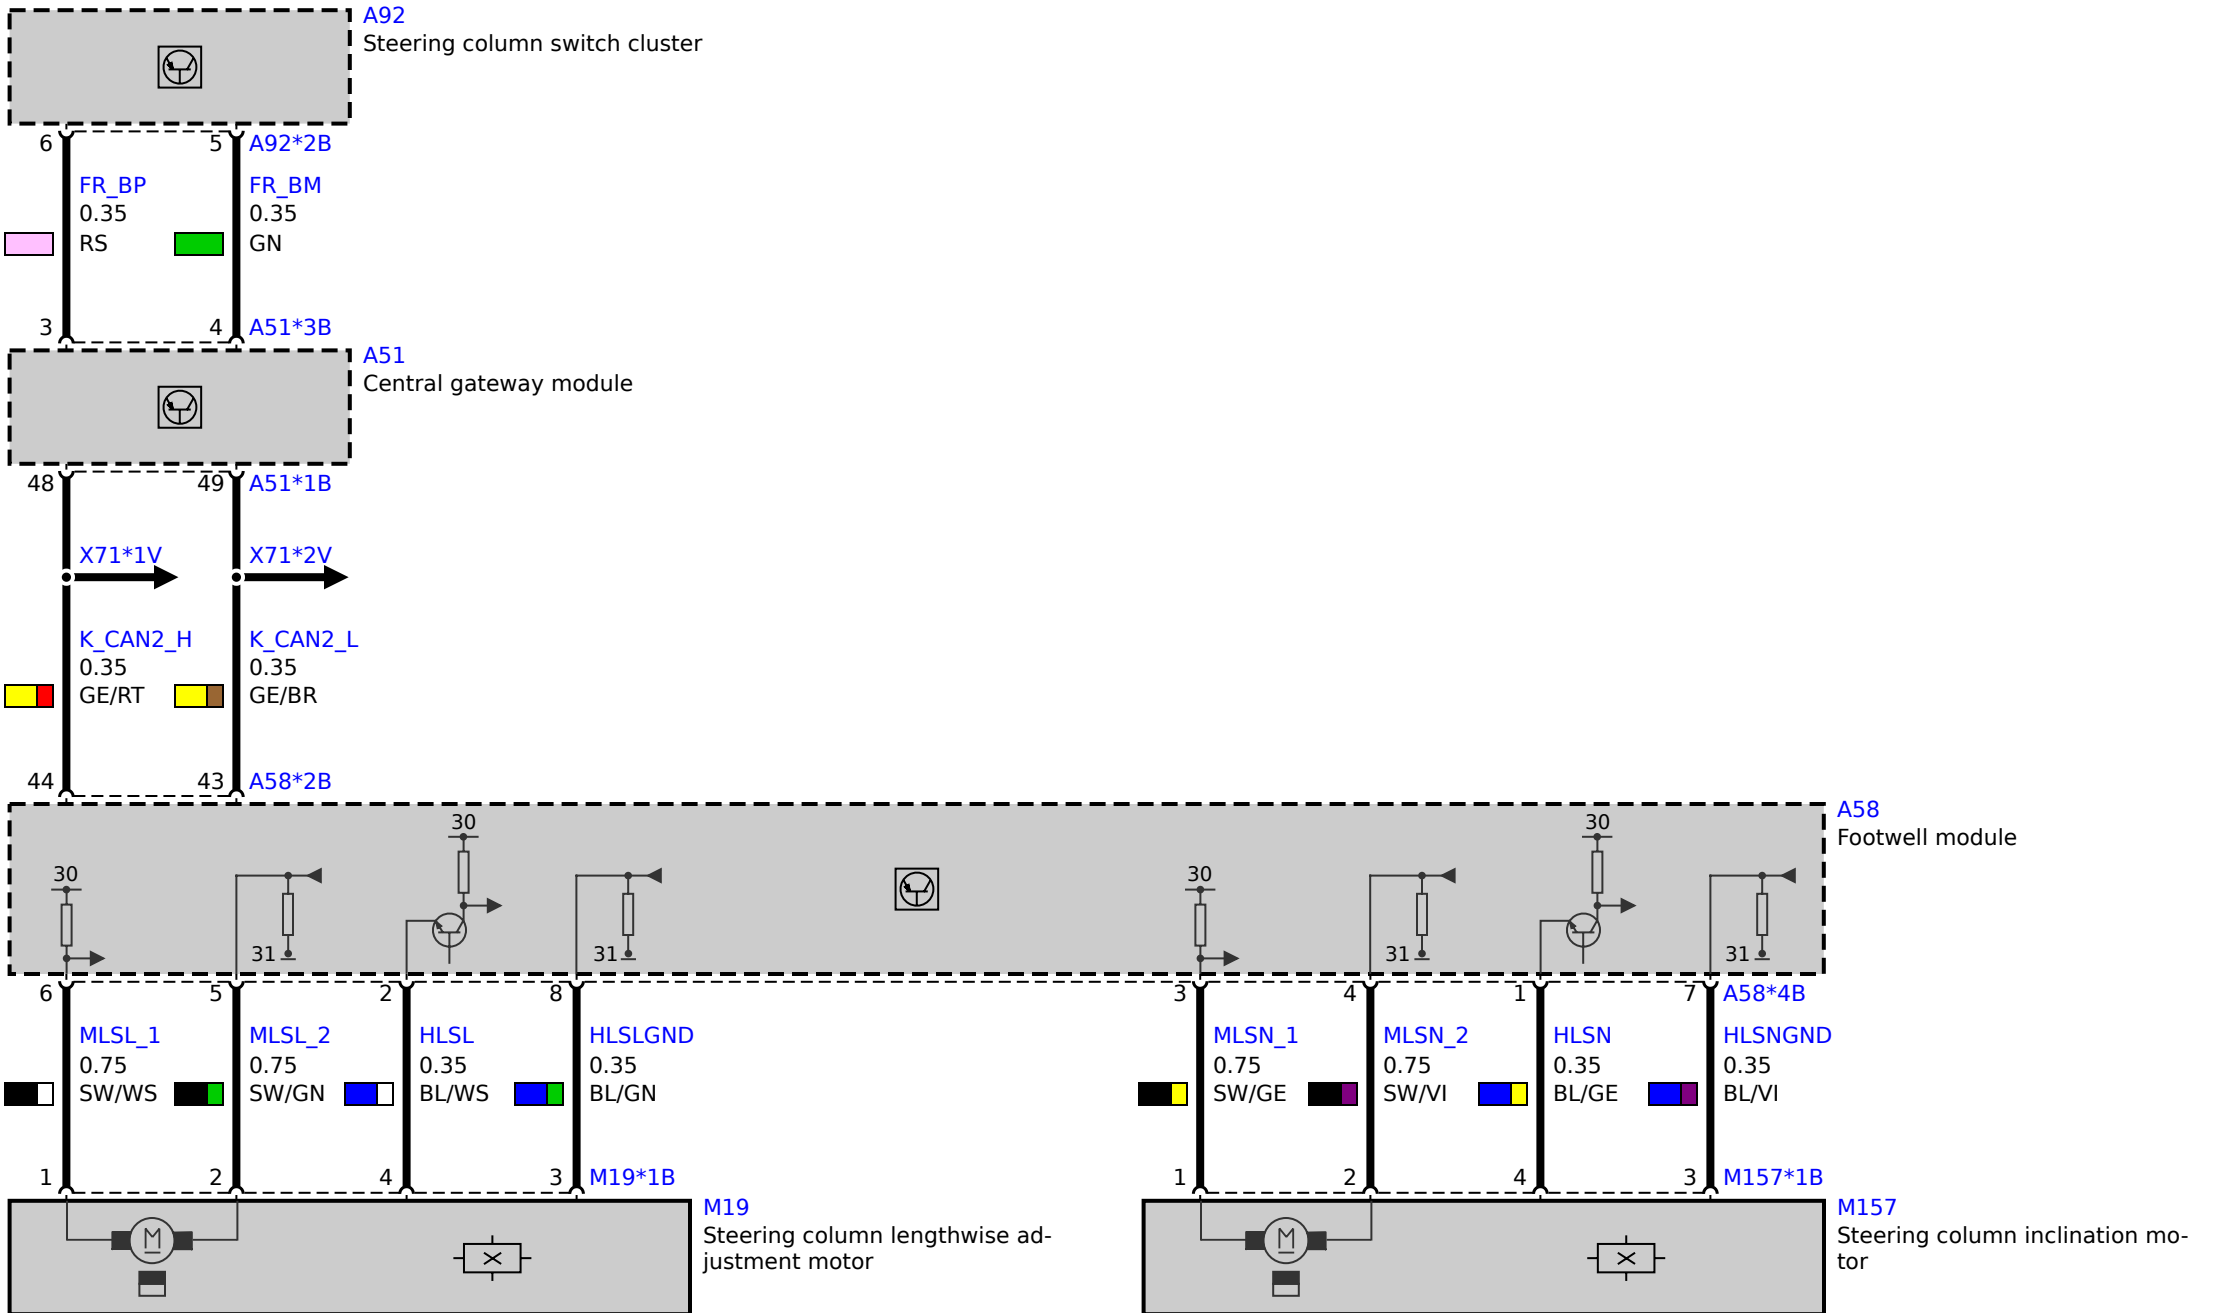 A92
Steering column switch cluster
6 5 A92*2B
FR_BP FR_BM
0.35 0.35
RS GN
3 4 A51*3B
A51
Central gateway module
48 49 A51*1B
X71*1V X71*2V
K_CAN2_H K_CAN2_L
0.35 0.35
GE/RT GE/BR
44 43 A58*2B
A58
Footwell module
30 30
30 30
31 31 31 31
6 5 2 8 3 4 1 7 A58*4B
MLSL_1 MLSL_2 HLSL HLSLGND MLSN_1 MLSN_2 HLSN HLSNGND
0.75 0.75 0.35 0.35 0.75 0.75 0.35 0.35
SW/WS SW/GN BL/WS BL/GN SW/GE SW/VI BL/GE BL/VI
1 2 4 3 M19*1B 1 2 4 3 M157*1B
M19
Steering column lengthwise ad-
justment motor
M
M157
Steering column inclination mo-
tor
M